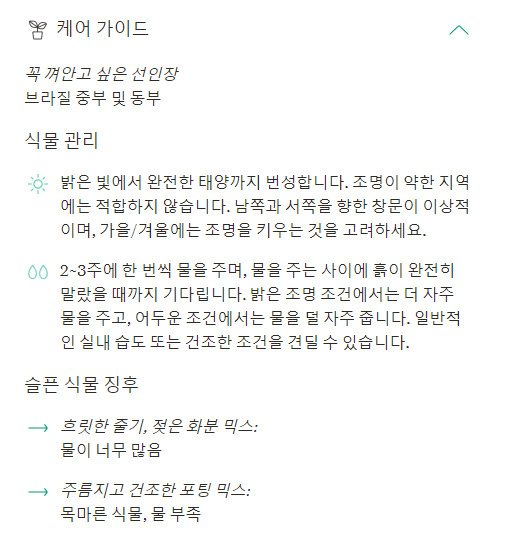 케어 가이드
꼭 껴안고 싶은 선인장
브라질 중부 및 동부
식물 관리
밝은 빛에서 완전한 태양까지 번성합니다. 조명이 약한 지역
에는 적합하지 않습니다. 남쪽과 서쪽을 향한 창문이 이상적
이며, 가을/겨울에는 조명을 키우는 것을 고려하세요.
2~3주에 한 번씩 물을 주며, 물을 주는 사이에 흙이 완전히
말랐을 때까지 기다립니다. 밝은 조명 조건에서는 더 자주
물을 주고, 어두운 조건에서는 물을 덜 자주 줍니다. 일반적
인 실내 습도 또는 건조한 조건을 견딜 수 있습니다.
슬픈 식물 징후
흐릿한 줄기, 젖은 화분 믹스:
물이 너무 많음
주름지고 건조한 포팅 믹스:
목마른 식물, 물 부족